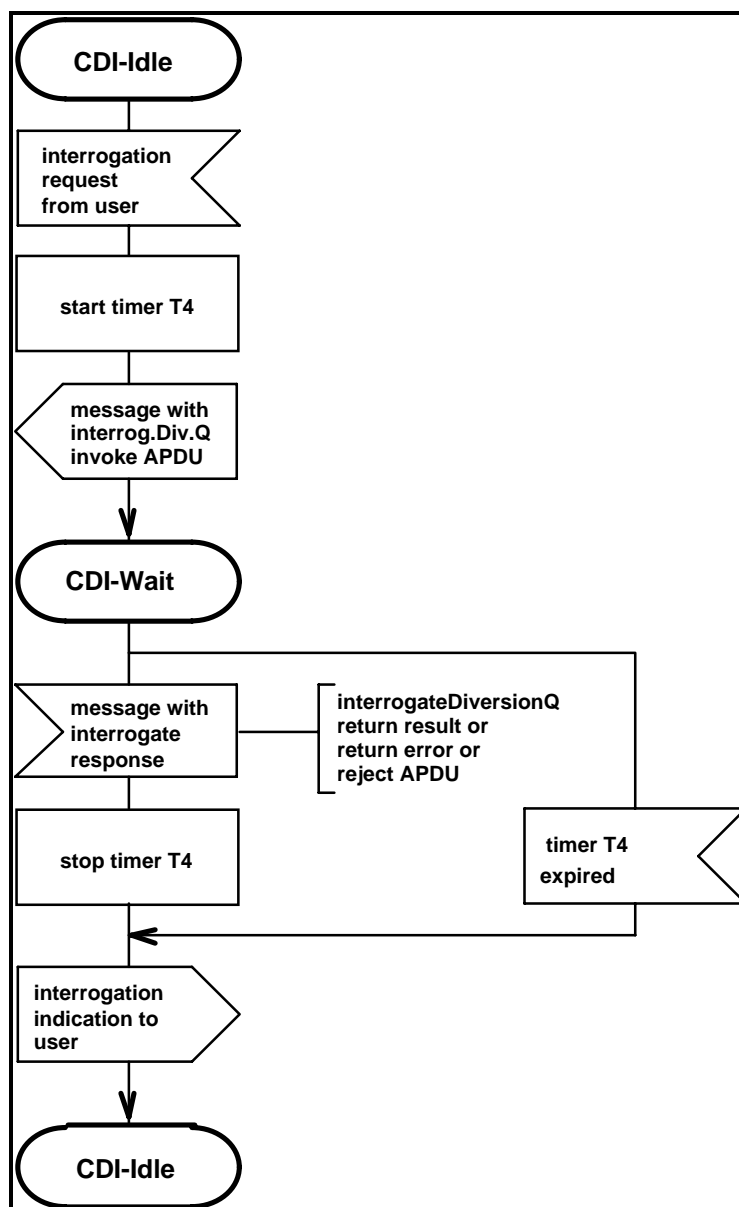 CDI-Idle
interrogation
request
from user
start timer T4
message with
interrog.Div.Q
invoke APDU
CDI-Wait
message with
interrogate
response
interrogateDiversionQ
return result or
return error or
reject APDU
stop timer T4
timer T4
expired
interrogation
indication to
user
CDI-Idle